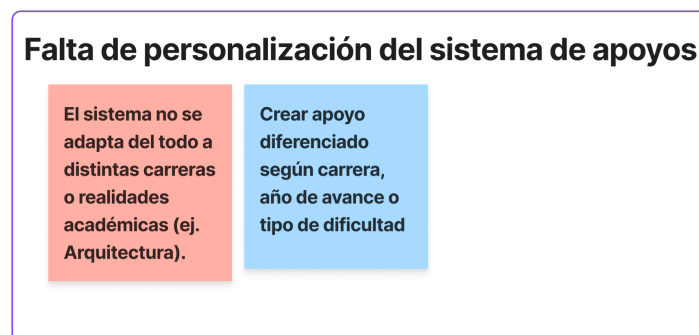 Falta de personalización del sistema de apoyos
El sistema no se
adapta del todo a
distintas carreras
o realidades
académicas (ej.
Arquitectura).
Crear apoyo
diferenciado
según carrera,
año de avance o
tipo de dificultad